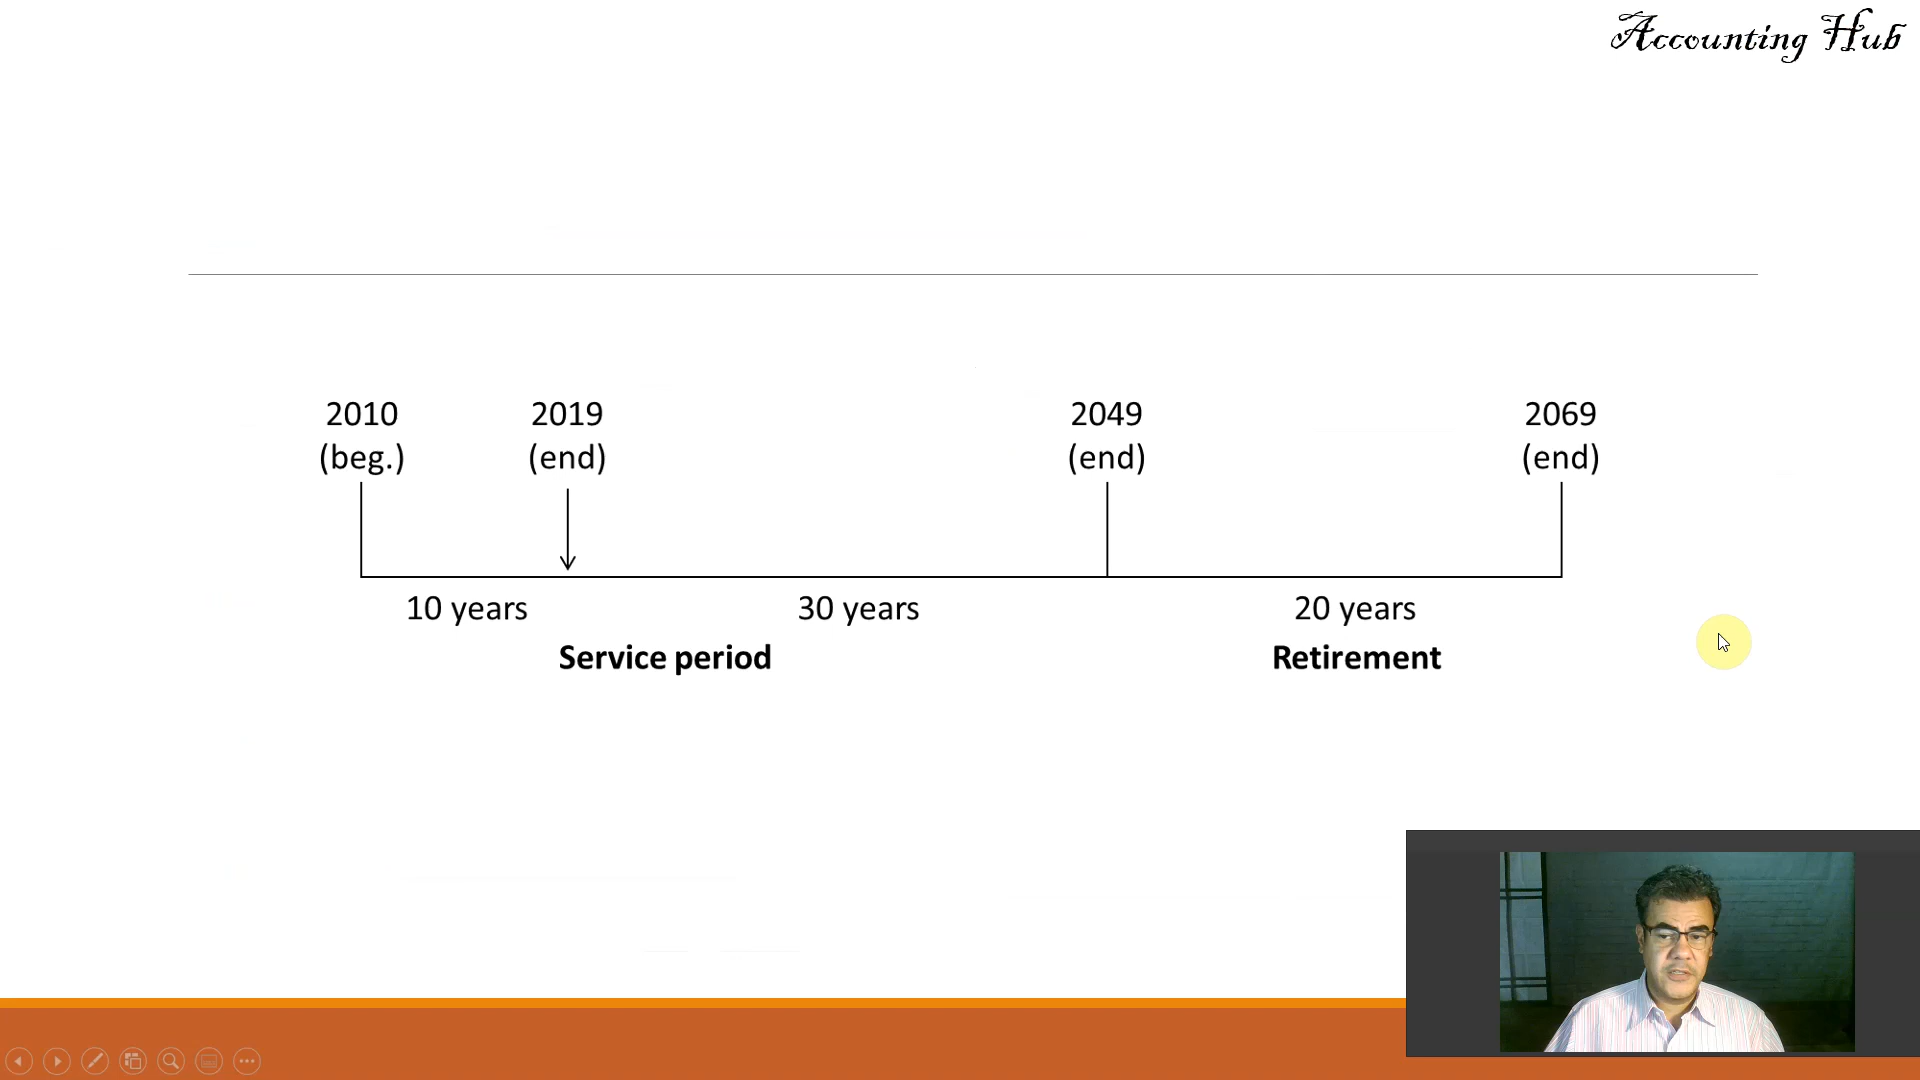 Accounting Hub
2010 2019 2049 2069
(beg.) (end) (end) (end)
10 years 30 years 20 years
Service period Retirement